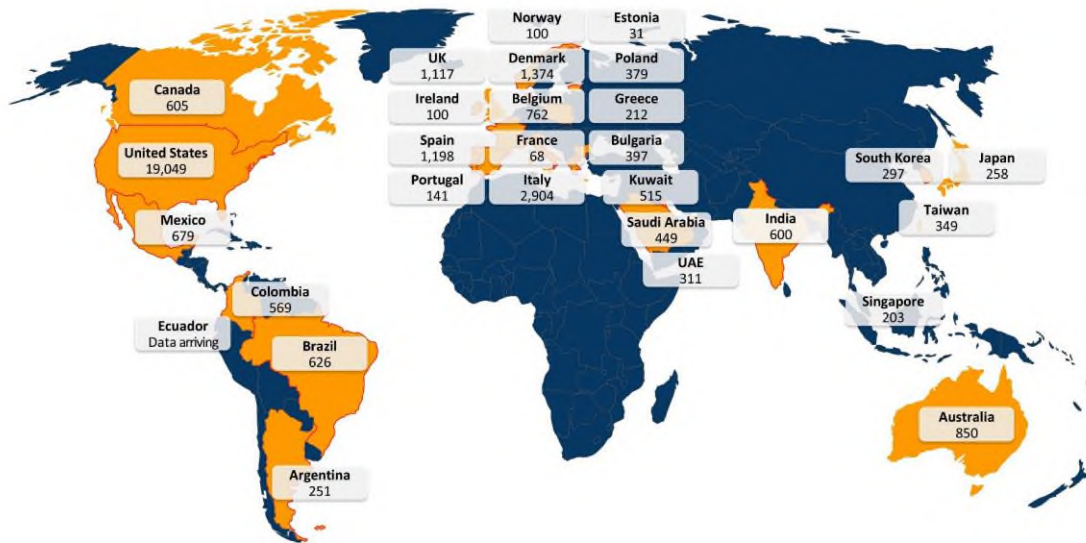 Norway
100
Estonia
31
UK
1,117
Denmark
1,374
Poland
379
Canada
605
Ireland
100
Belgium
762
Greece
212
United States
19,049
Spain
1,198
France
68
Bulgaria
397
South Korea
297
Japan
258
Portugal
141
Italy
2,904
Kuwait
515
Mexico
679
Saudi Arabia
449
India
600
Taiwan
349
UAE
311
Colombia
569
Singapore
203
Ecuador
Data arriving
Brazil
626
Australia
850
Argentina
251